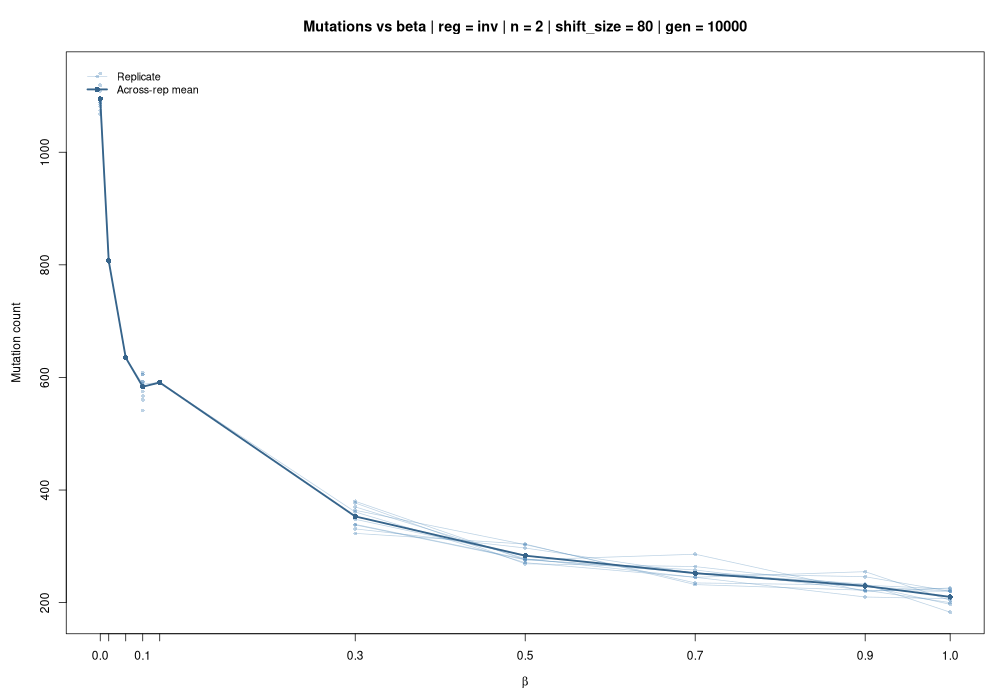 Mutations vs beta | reg = inv | n = 2 | shift_size = 80 | gen = 10000
Replicate
Across-rep mean
1000
800
600
400
200
Mutation count
0.0
0.1
0.3
0.5
0.7
0.9
1.0
β